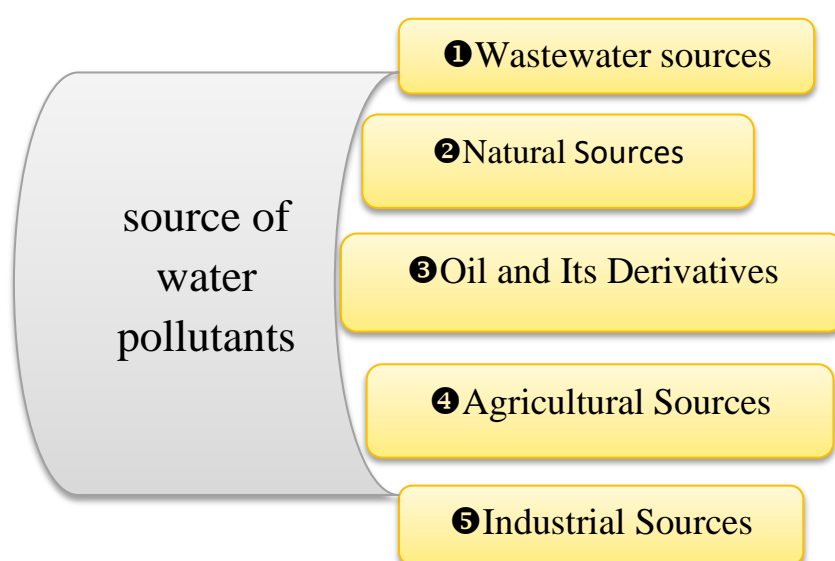 source of
water
pollutants
❶Wastewater sources
❷Natural Sources
❸Oil and Its Derivatives
❹Agricultural Sources
❺Industrial Sources